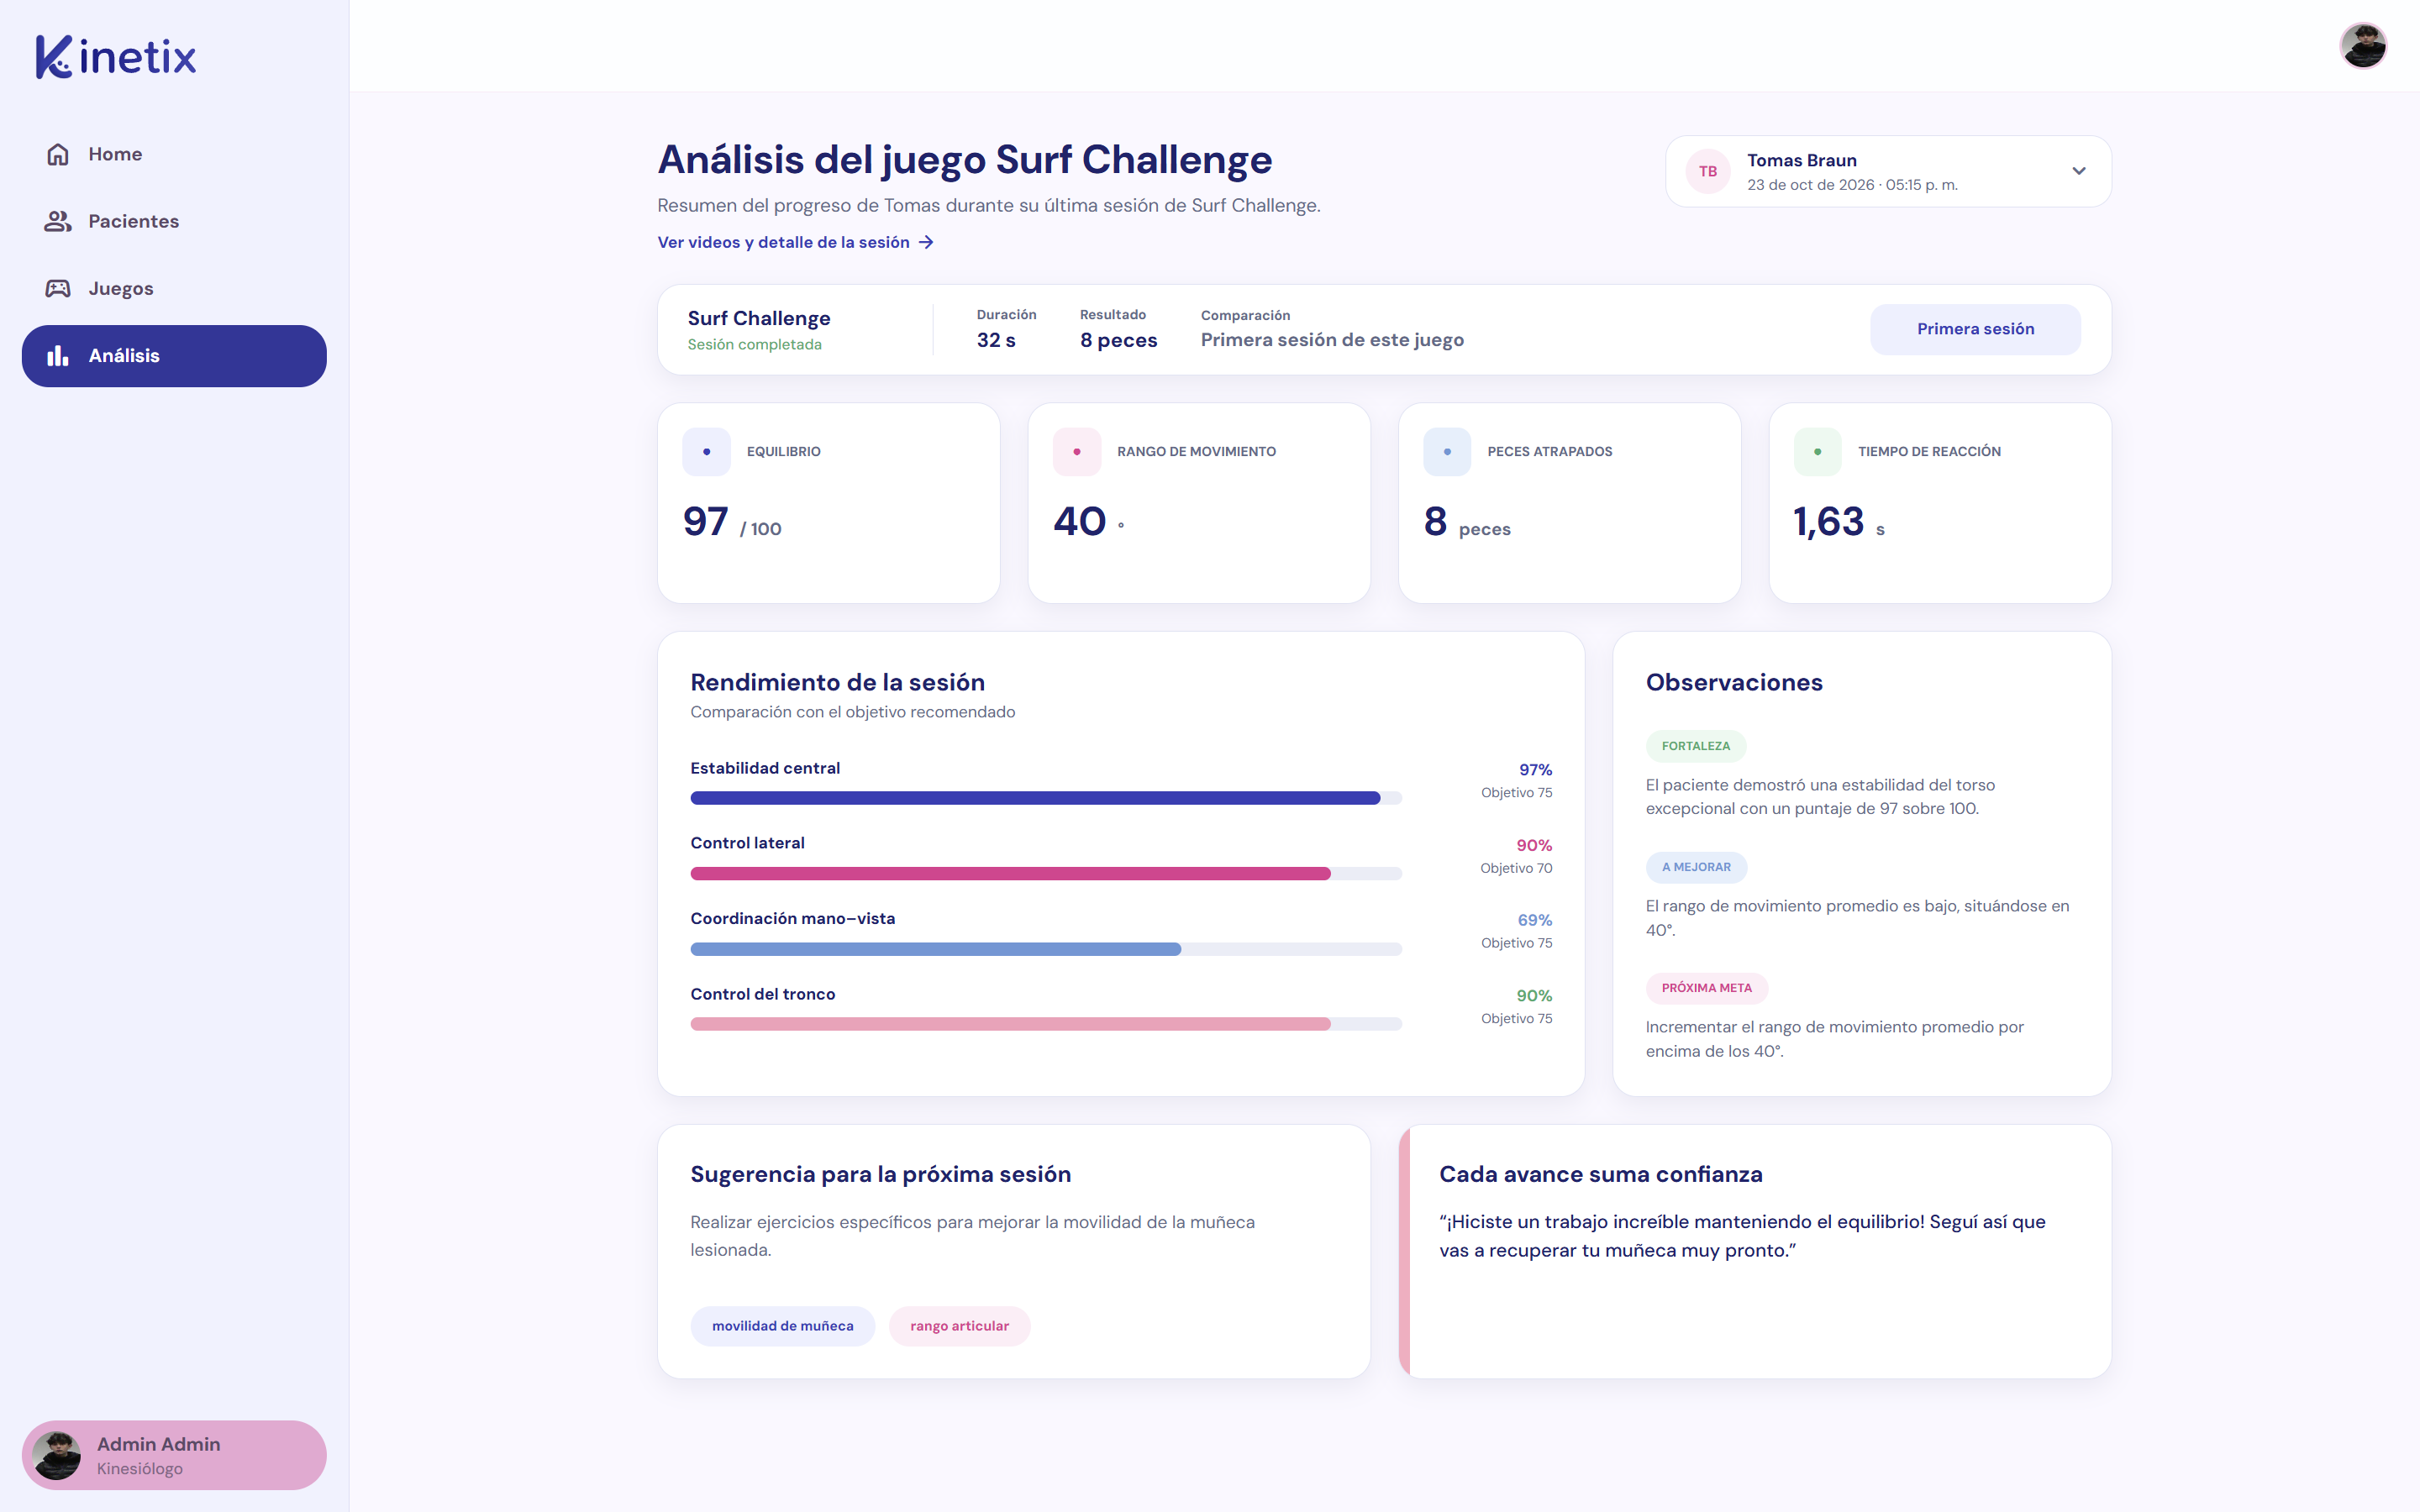 Kinetix
Home
Pacientes
Juegos
Análisis
Admin Admin
Kinesiólogo
Análisis del juego Surf Challenge
Resumen del progreso de Tomas durante su última sesión de Surf Challenge.
Ver videos y detalle de la sesión →
TB
Tomas Braun
23 de oct de 2026 · 05:15 p. m.
Surf Challenge
Sesión completada
Duración
32 s
Resultado
8 peces
Comparación
Primera sesión de este juego
Primera sesión
EQUILIBRIO
97 / 100
RANGO DE MOVIMIENTO
40 °
PECES ATRAPADOS
8 peces
TIEMPO DE REACCIÓN
1,63 s
Rendimiento de la sesión
Comparación con el objetivo recomendado
Estabilidad central
97%
Objetivo 75
Control lateral
90%
Objetivo 70
Coordinación mano–vista
69%
Objetivo 75
Control del tronco
90%
Objetivo 75
Observaciones
FORTALEZA
El paciente demostró una estabilidad del torso
excepcional con un puntaje de 97 sobre 100.
A MEJORAR
El rango de movimiento promedio es bajo, situándose en
40°.
PRÓXIMA META
Incrementar el rango de movimiento promedio por
encima de los 40°.
Sugerencia para la próxima sesión
Realizar ejercicios específicos para mejorar la movilidad de la muñeca
lesionada.
movilidad de muñeca
rango articular
Cada avance suma confianza
“¡Hiciste un trabajo increíble manteniendo el equilibrio! Seguí así que
vas a recuperar tu muñeca muy pronto.”